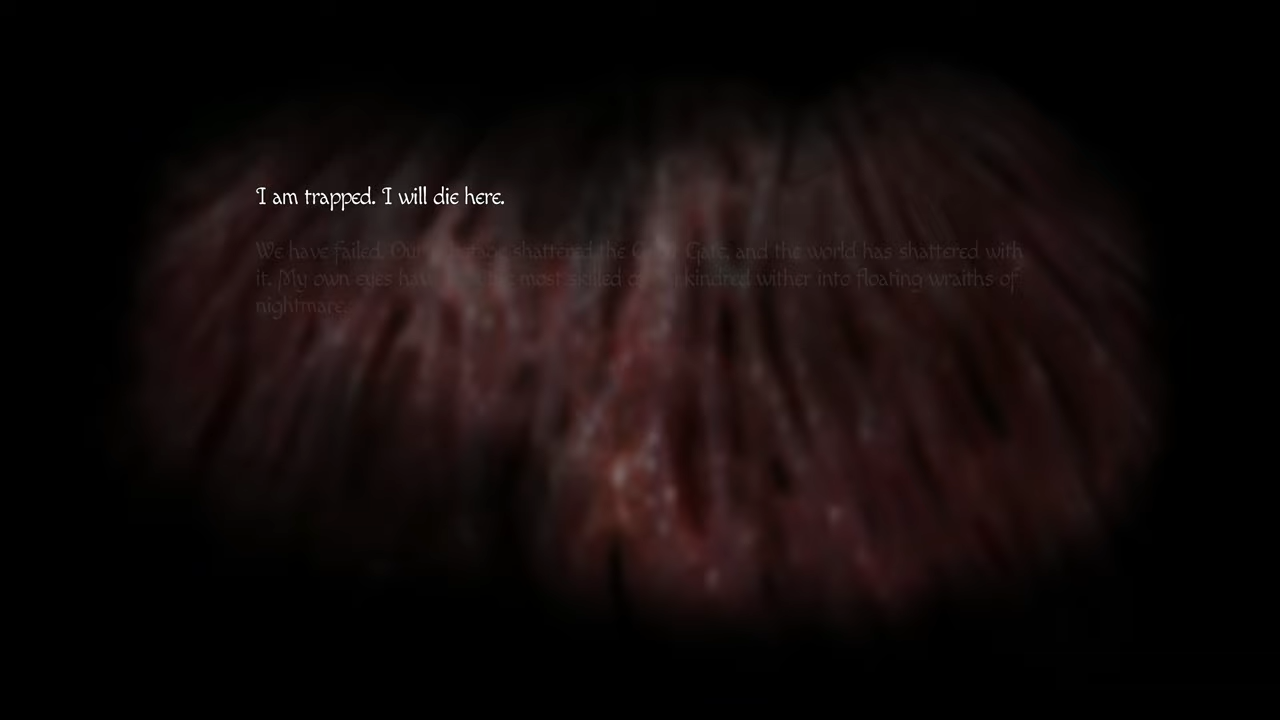 I am trapped. I will die here.
We have failed. Our shattered the Gate, and the world has shattered with
it. My own eyes most skilled kindred wither into floating wraiths of
nightmare.